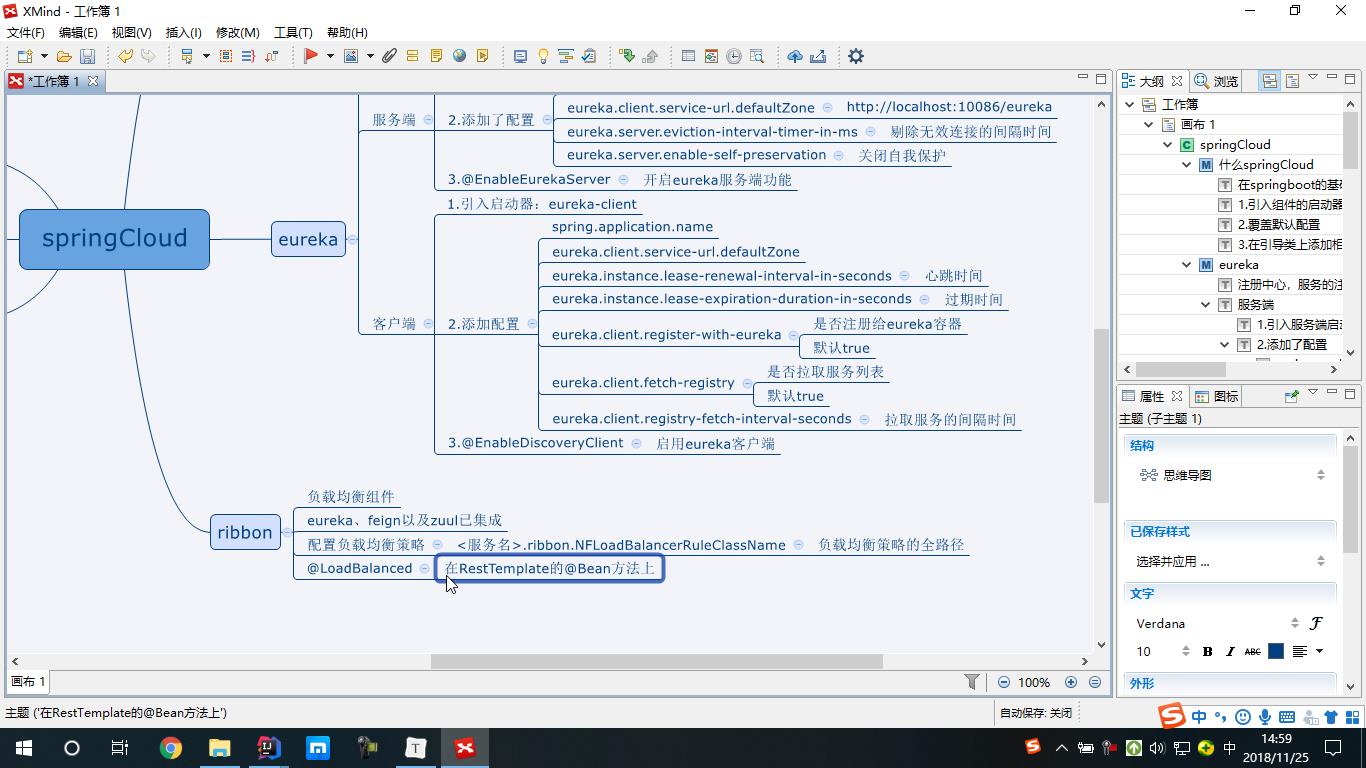 XMind - 工作簿 1
文件(F) 编辑(E) 视图(V) 插入(I) 修改(M) 工具(T) 帮助(H)
*工作簿 1
服务端
2.添加了配置
eureka.client.service-url.defaultZone
http://localhost:10086/eureka
eureka.server.eviction-interval-timer-in-ms
剔除无效连接的间隔时间
eureka.server.enable-self-preservation
关闭自我保护
3.@EnableEurekaServer
开启eureka服务端功能
springCloud
eureka
客户端
1.引入启动器：eureka-client
2.添加配置
spring.application.name
eureka.client.service-url.defaultZone
eureka.instance.lease-renewal-interval-in-seconds
心跳时间
eureka.instance.lease-expiration-duration-in-seconds
过期时间
eureka.client.register-with-eureka
是否注册给eureka容器
默认true
eureka.client.fetch-registry
是否拉取服务列表
默认true
eureka.client.registry-fetch-interval-seconds
拉取服务的间隔时间
3.@EnableDiscoveryClient
启用eureka客户端
ribbon
负载均衡组件
eureka、feign以及zuul已集成
配置负载均衡策略
<服务名>.ribbon.NFLoadBalancerRuleClassName
负载均衡策略的全路径
@LoadBalanced
在RestTemplate的@Bean方法上
画布 1
100%
大纲
浏览
工作簿
画布 1
C springCloud
M 什么springCloud
T 在springboot的基
T 1.引入组件的启动器
T 2.覆盖默认配置
T 3.在引导类上添加相
M eureka
T 注册中心，服务的注
T 服务端
T 1.引入服务端启
T 2.添加了配置
属性
图标
主题 (子主题 1)
结构
思维导图
已保存样式
选择并应用 ...
文字
Verdana
10 B I ABC
外形
主题 ('在RestTemplate的@Bean方法上')
自动保存: 关闭
中
中
14:59
2018/11/25